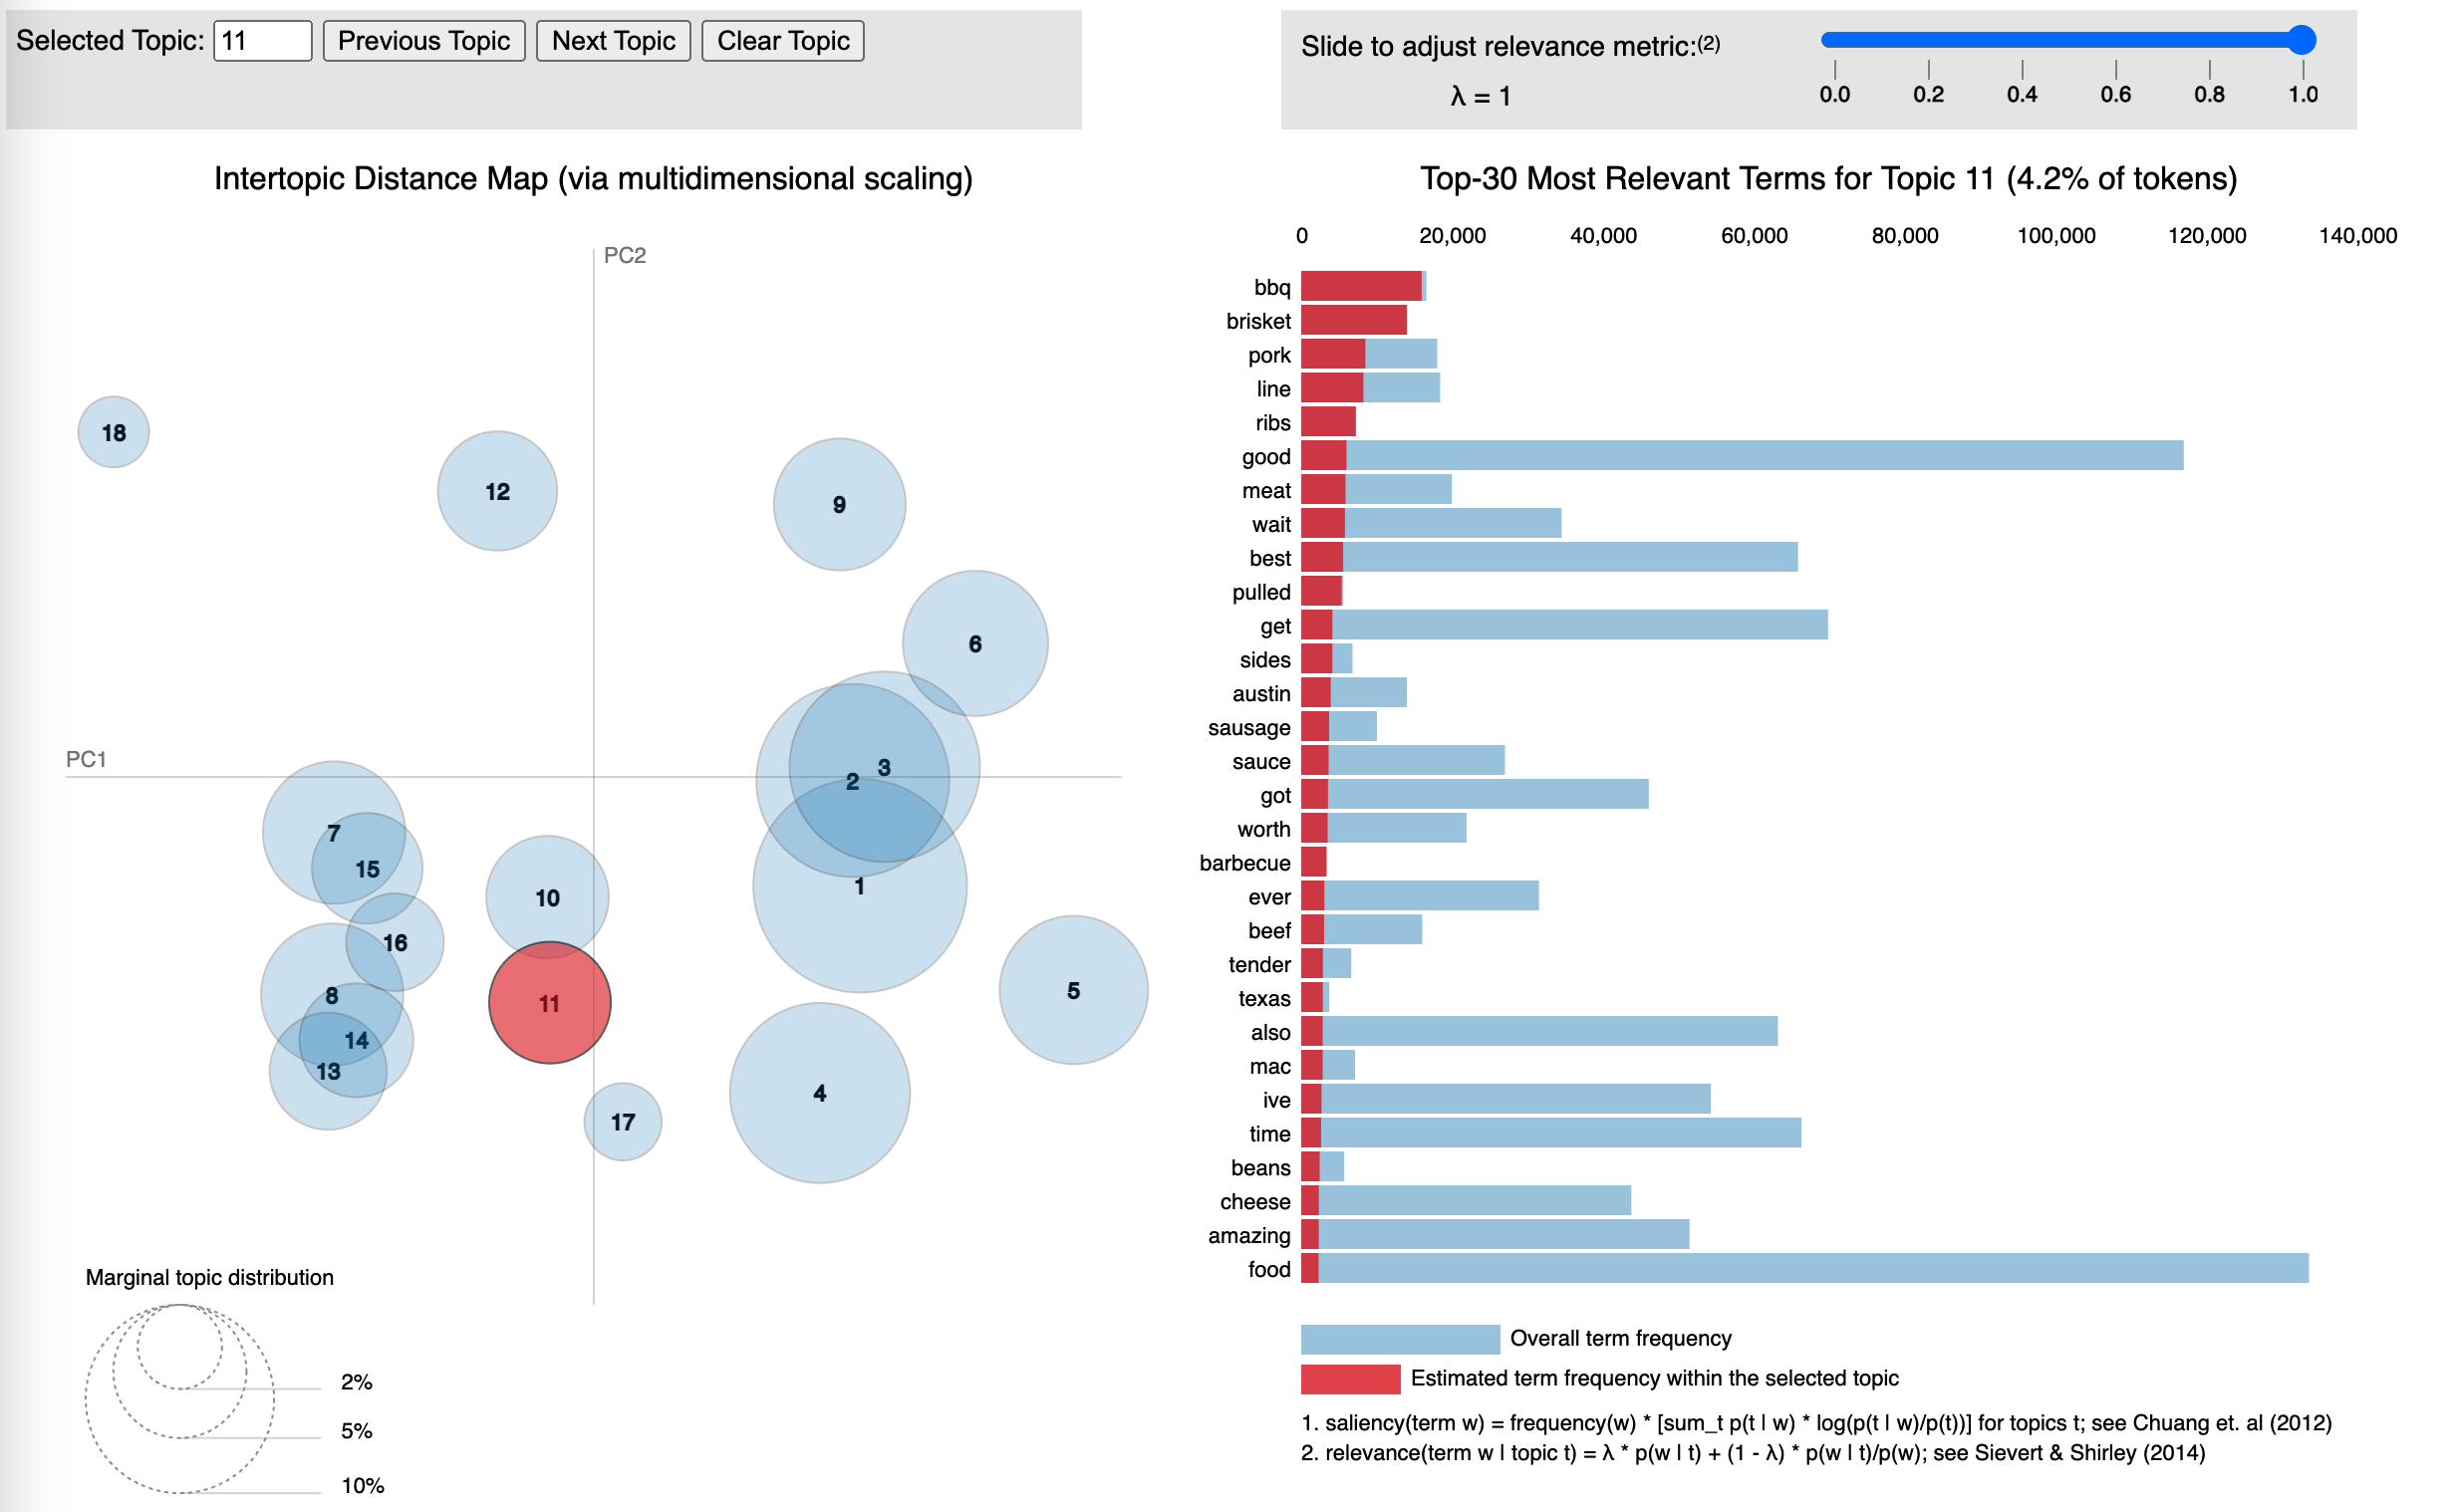 Selected Topic: 11 Previous Topic Next Topic Clear Topic
Slide to adjust relevance metric:(2)
λ = 1
0.0 0.2 0.4 0.6 0.8 1.0
Intertopic Distance Map (via multidimensional scaling)
PC2
PC1
18
12
9
6
3
2
7
15
1
10
16
5
8
11
14
13
4
17
Marginal topic distribution
2%
5%
10%
Top-30 Most Relevant Terms for Topic 11 (4.2% of tokens)
0 20,000 40,000 60,000 80,000 100,000 120,000 140,000
bbq
brisket
pork
line
ribs
good
meat
wait
best
pulled
get
sides
austin
sausage
sauce
got
worth
barbecue
ever
beef
tender
texas
also
mac
ive
time
beans
cheese
amazing
food
Overall term frequency
Estimated term frequency within the selected topic
1. saliency(term w) = frequency(w) * [sum_t p(t | w) * log(p(t | w)/p(t))] for topics t; see Chuang et. al (2012)
2. relevance(term w | topic t) = λ * p(w | t) + (1 - λ) * p(w | t)/p(w); see Sievert & Shirley (2014)